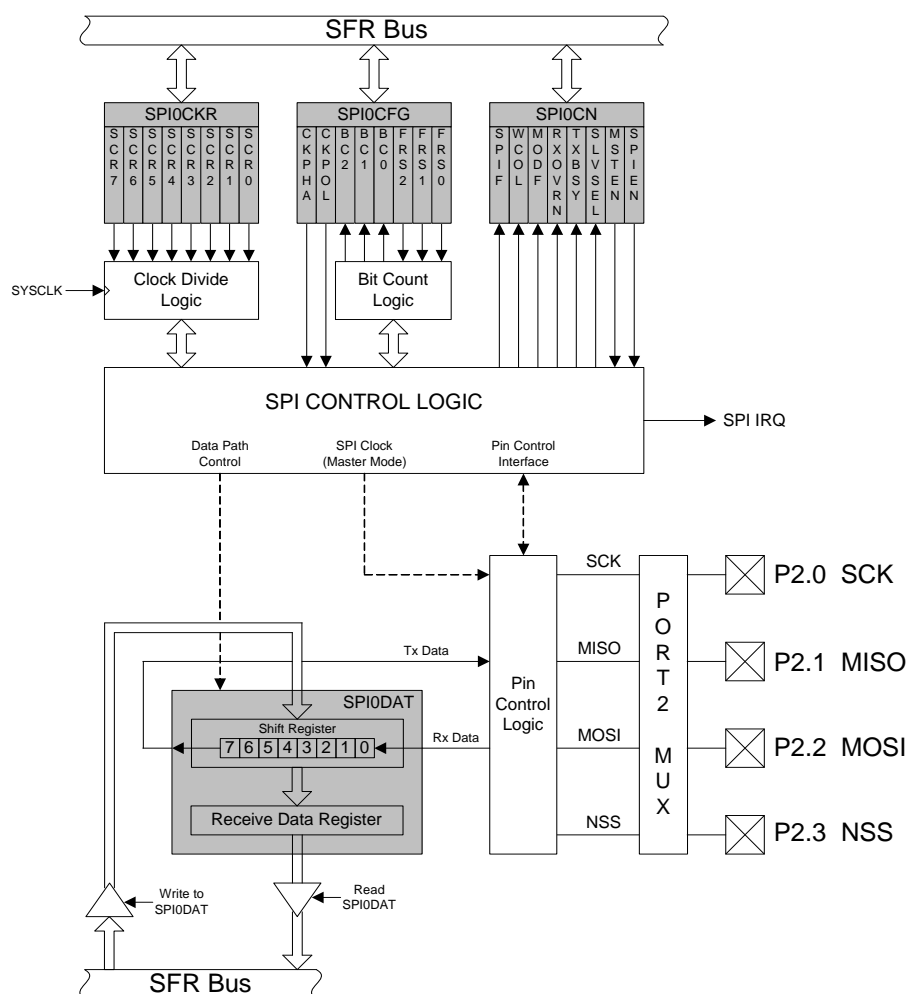 SFR Bus
SPI0CKR
SCR7
SCR6
SCR5
SCR4
SCR3
SCR2
SCR1
SCR0
SPI0CFG
CKPHA
CKPOL
BC2
BC1
BC0
FRS2
FRS1
FRS0
SPI0CN
SPIF
WCOL
MODF
RXOVRN
TXBSY
SLVSEL
MSTEN
SPIEN
SYSCLK
Clock Divide
Logic
Bit Count
Logic
SPI CONTROL LOGIC
SPI IRQ
Data Path
Control
SPI Clock
(Master Mode)
Pin Control
Interface
SCK
MISO
MOSI
NSS
Pin
Control
Logic
PORT2
MUX
P2.0 SCK
P2.1 MISO
P2.2 MOSI
P2.3 NSS
Tx Data
SPI0DAT
Shift Register
7 6 5 4 3 2 1 0
Rx Data
Receive Data Register
Write to
SPI0DAT
Read
SPI0DAT
SFR Bus